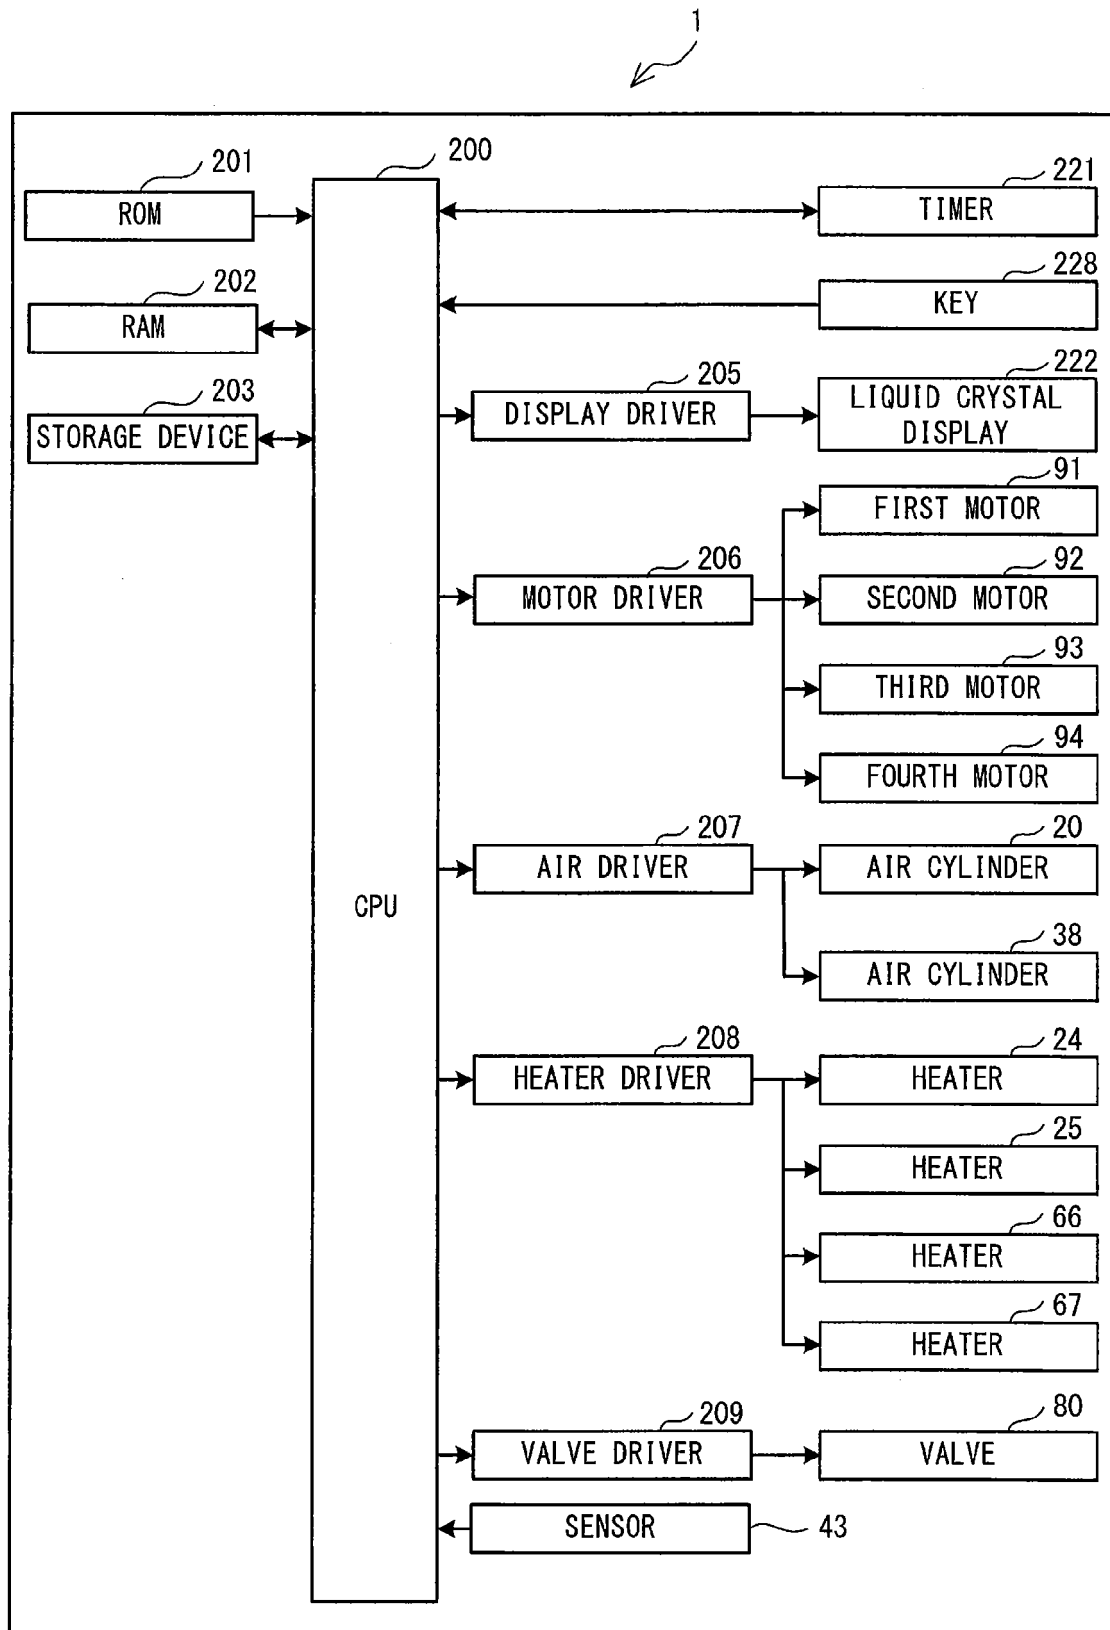 1
200
201
ROM
202
RAM
203
STORAGE DEVICE
CPU
221
TIMER
228
KEY
205
DISPLAY DRIVER
222
LIQUID CRYSTAL
DISPLAY
91
FIRST MOTOR
206
MOTOR DRIVER
92
SECOND MOTOR
93
THIRD MOTOR
94
FOURTH MOTOR
207
AIR DRIVER
20
AIR CYLINDER
38
AIR CYLINDER
208
HEATER DRIVER
24
HEATER
25
HEATER
66
HEATER
67
HEATER
209
VALVE DRIVER
80
VALVE
SENSOR
43